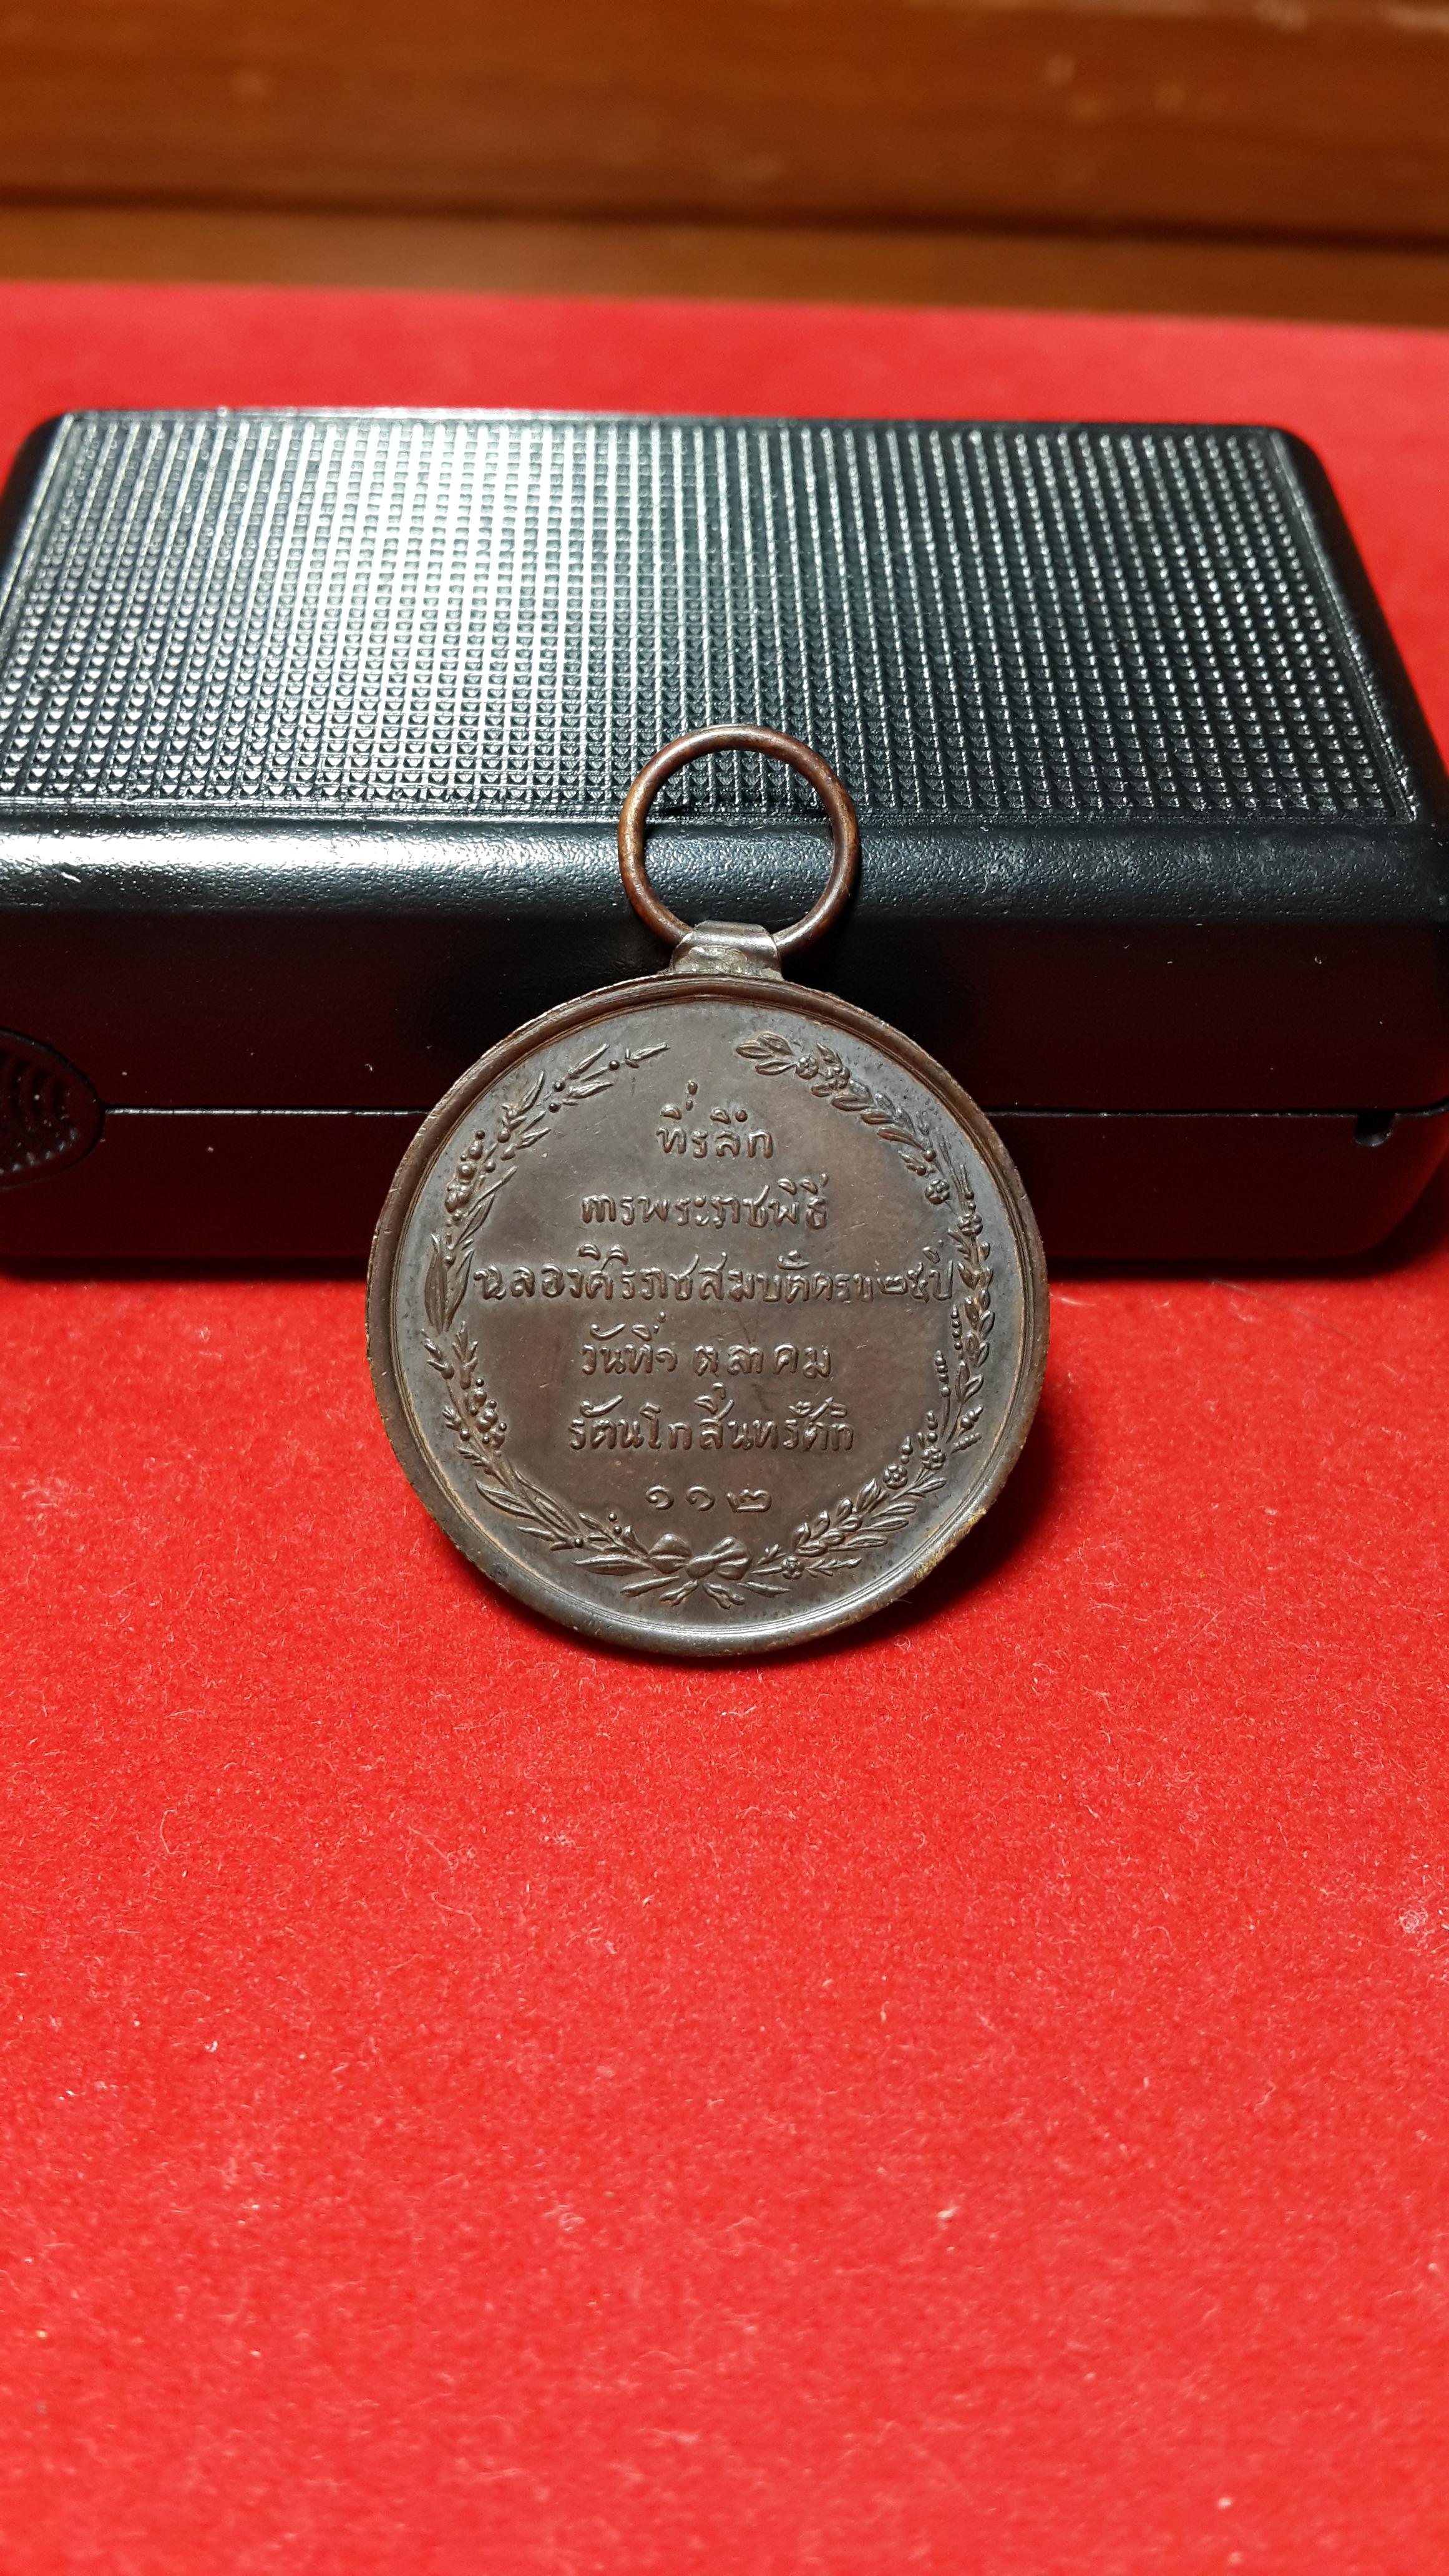 ที่รลึก
การพระราชพิธี
ฉลองศิริราชสมบัติครบ๒๕ปี
วันที่๑ ตุลาคม
รัตนโกสินทร์ศก
๑๑๒